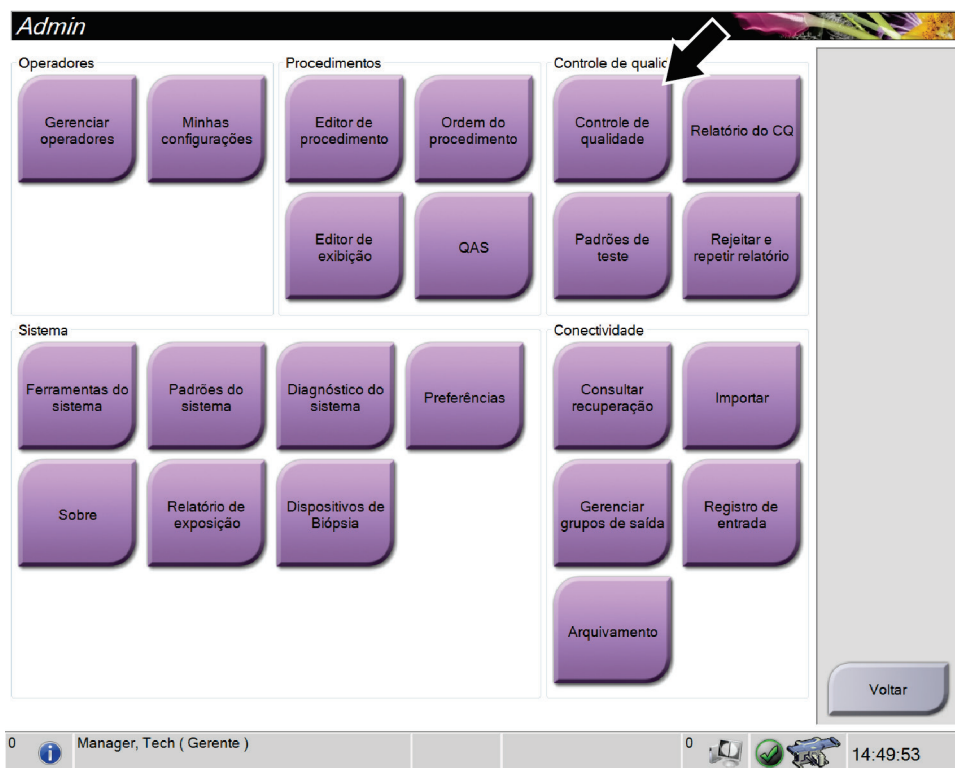 Admin
Operadores
Gerenciar
operadores
Minhas
configurações
Procedimentos
Editor de
procedimento
Ordem do
procedimento
Editor de
exibição
QAS
Controle de qualid
Controle de
qualidade
Relatório do CQ
Padrões de
teste
Rejeitar e
repetir relatório
Sistema
Ferramentas do
sistema
Padrões do
sistema
Diagnóstico do
sistema
Preferências
Sobre
Relatório de
exposição
Dispositivos de
Biópsia
Conectividade
Consultar
recuperação
Importar
Gerenciar
grupos de saída
Registro de
entrada
Arquivamento
Voltar
0
Manager, Tech ( Gerente )
0
14:49:53